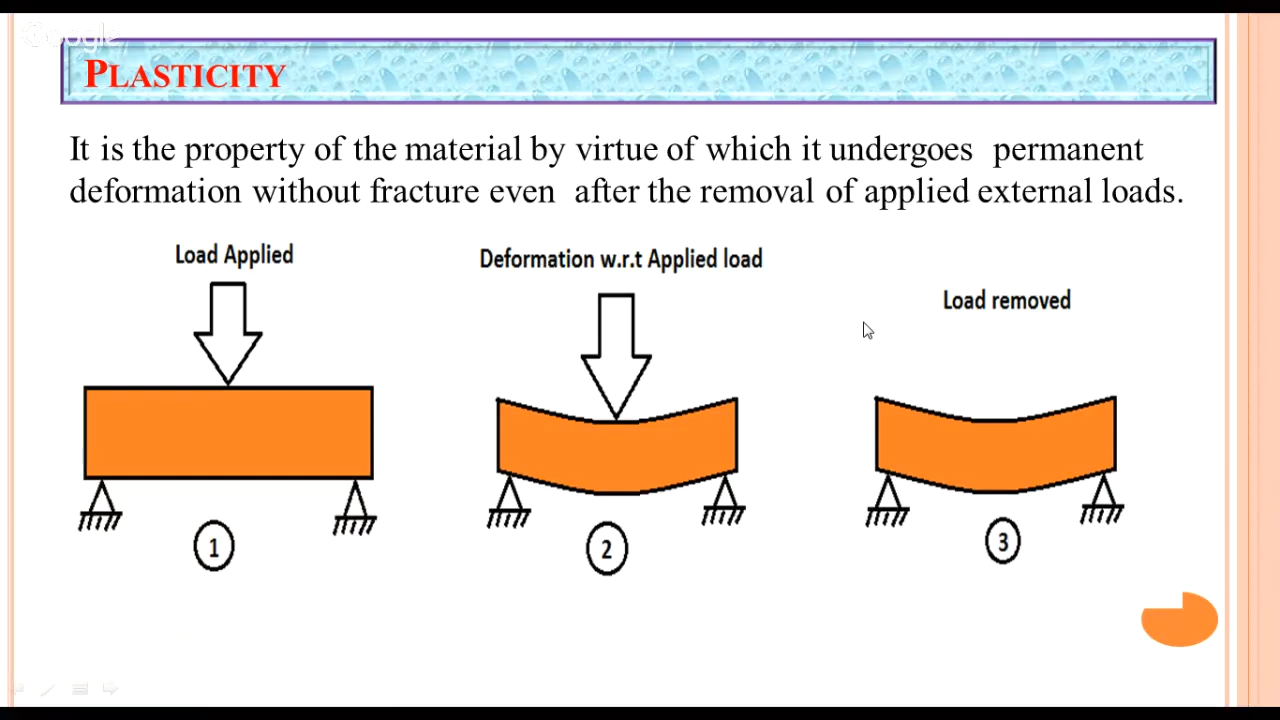 Google
PLASTICITY
It is the property of the material by virtue of which it undergoes permanent
deformation without fracture even after the removal of applied external loads.
Load Applied
Deformation w.r.t Applied load
Load removed
1
2
3